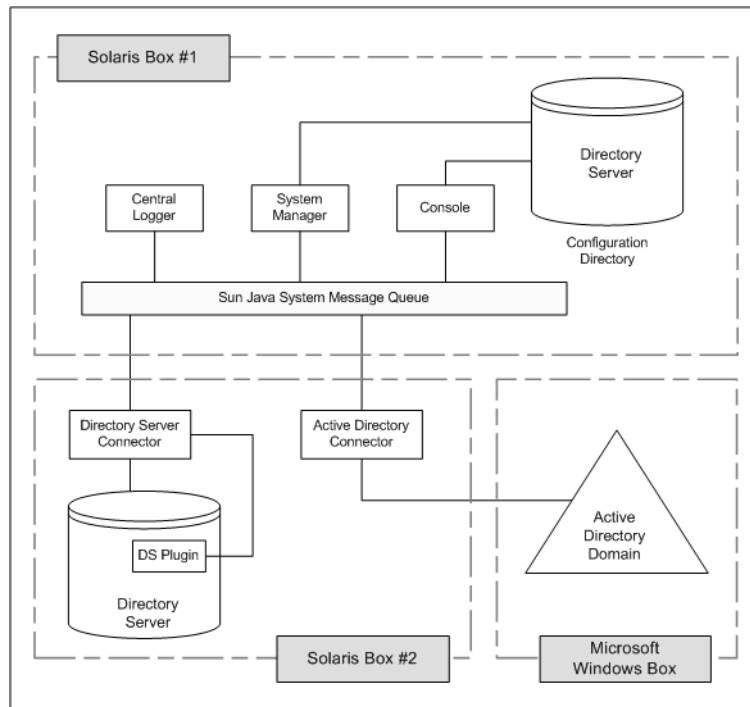 Solaris Box #1
Directory
Server
Central
Logger
System
Manager
Console
Configuration
Directory
Sun Java System Message Queue
Directory Server
Connector
Active Directory
Connector
DS Plugin
Directory
Server
Active
Directory
Domain
Solaris Box #2
Microsoft
Windows Box